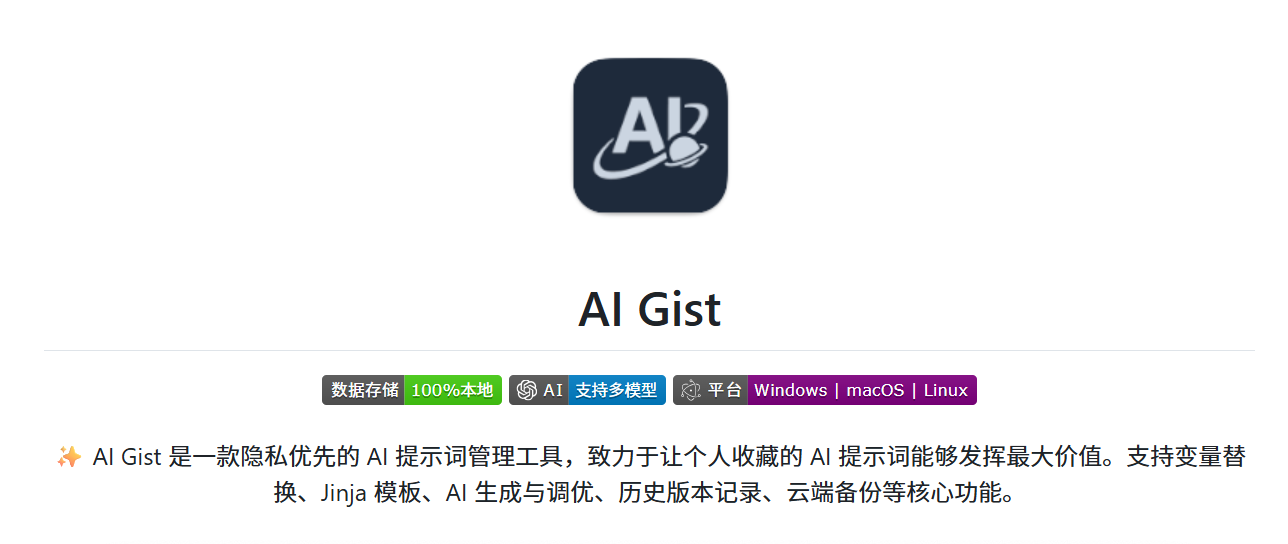 AI
AI Gist
数据存储 100%本地 AI 支持多模型 平台 Windows | macOS | Linux
✨ AI Gist 是一款隐私优先的 AI 提示词管理工具，致力于让个人收藏的 AI 提示词能够发挥最大价值。支持变量替
换、Jinja 模板、AI 生成与调优、历史版本记录、云端备份等核心功能。